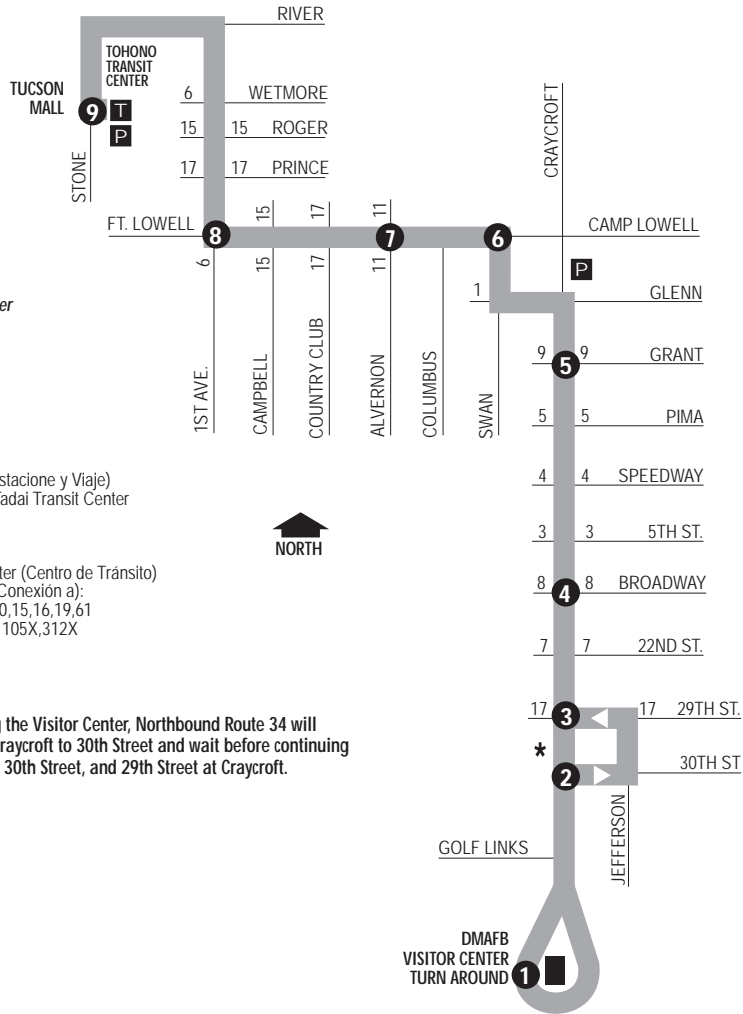 RIVER
TOHONO
TRANSIT
CENTER
TUCSON
MALL
9 T
P
STONE
6 WETMORE
15 15 ROGER
17 17 PRINCE
CRAYCROFT
FT. LOWELL
8
6
15
15
17
17
11
11
7
6
CAMP LOWELL
P
1
GLENN
1ST AVE.
CAMPBELL
COUNTRY CLUB
ALVERNON
COLUMBUS
SWAN
9 5 9 GRANT
5 5 PIMA
4 4 SPEEDWAY
3 3 5TH ST.
8 4 8 BROADWAY
7 7 22ND ST.
17 3 17 29TH ST.
*
2 30TH ST
JEFFERSON
GOLF LINKS
DMAFB
VISITOR CENTER
TURN AROUND
1
NORTH
er
stacione y Viaje)
adai Transit Center
ter (Centro de Tránsito)
Conexión a):
0,15,16,19,61
105X,312X
g the Visitor Center, Northbound Route 34 will
raycroft to 30th Street and wait before continuing
30th Street, and 29th Street at Craycroft.